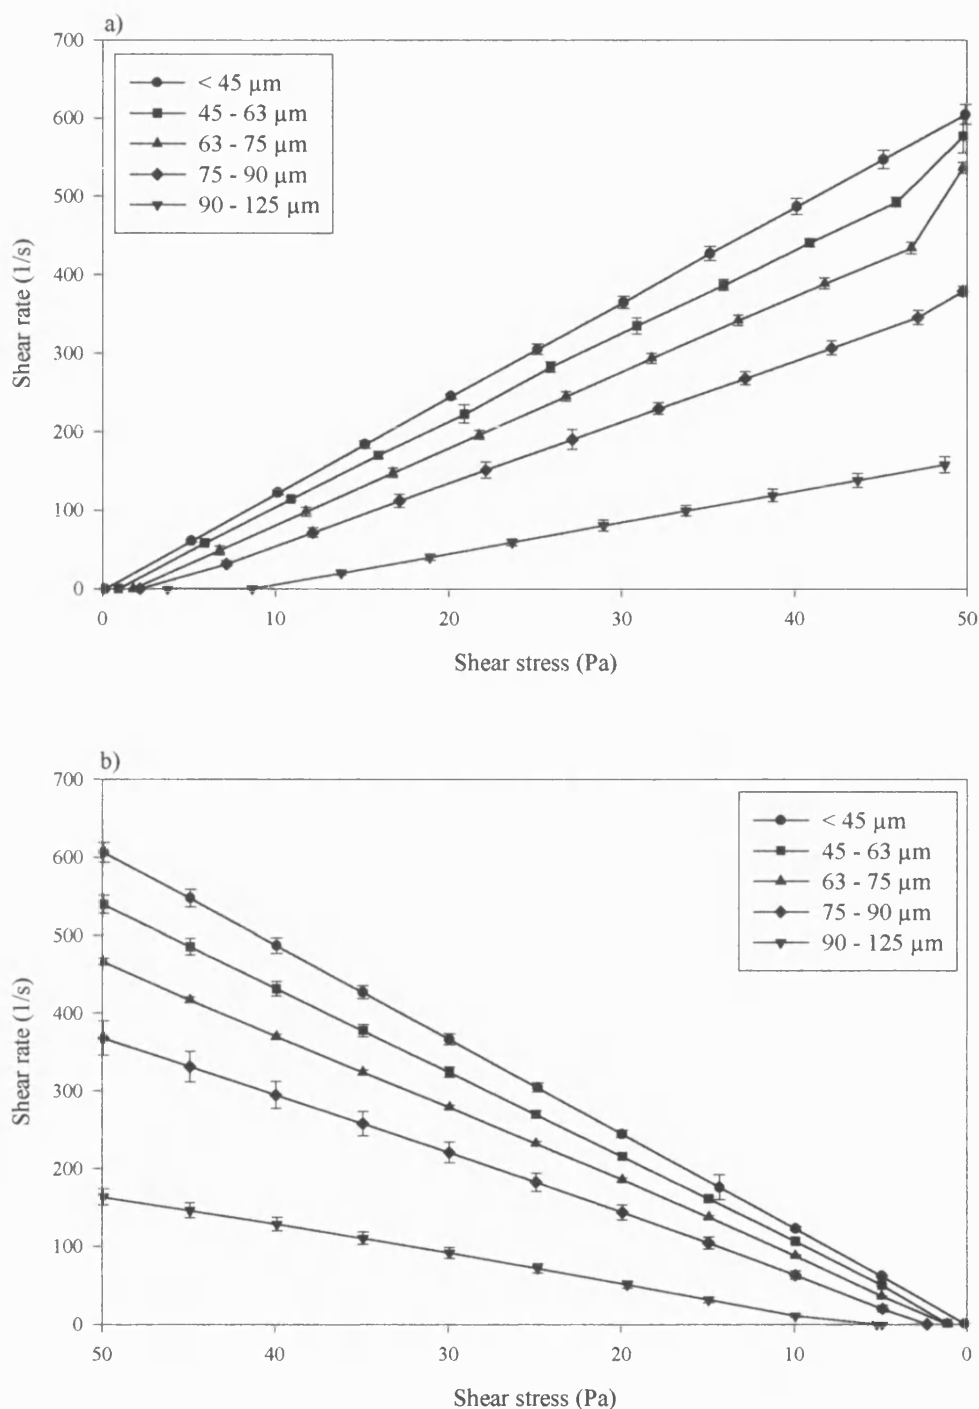 a)
700
600
500
400
300
200
100
0
Shear rate (1/s)
< 45 µm
45 - 63 µm
63 - 75 µm
75 - 90 µm
90 - 125 µm
0 10 20 30 40 50
Shear stress (Pa)
b)
700
600
500
400
300
200
100
0
Shear rate (1/s)
< 45 µm
45 - 63 µm
63 - 75 µm
75 - 90 µm
90 - 125 µm
50 40 30 20 10 0
Shear stress (Pa)